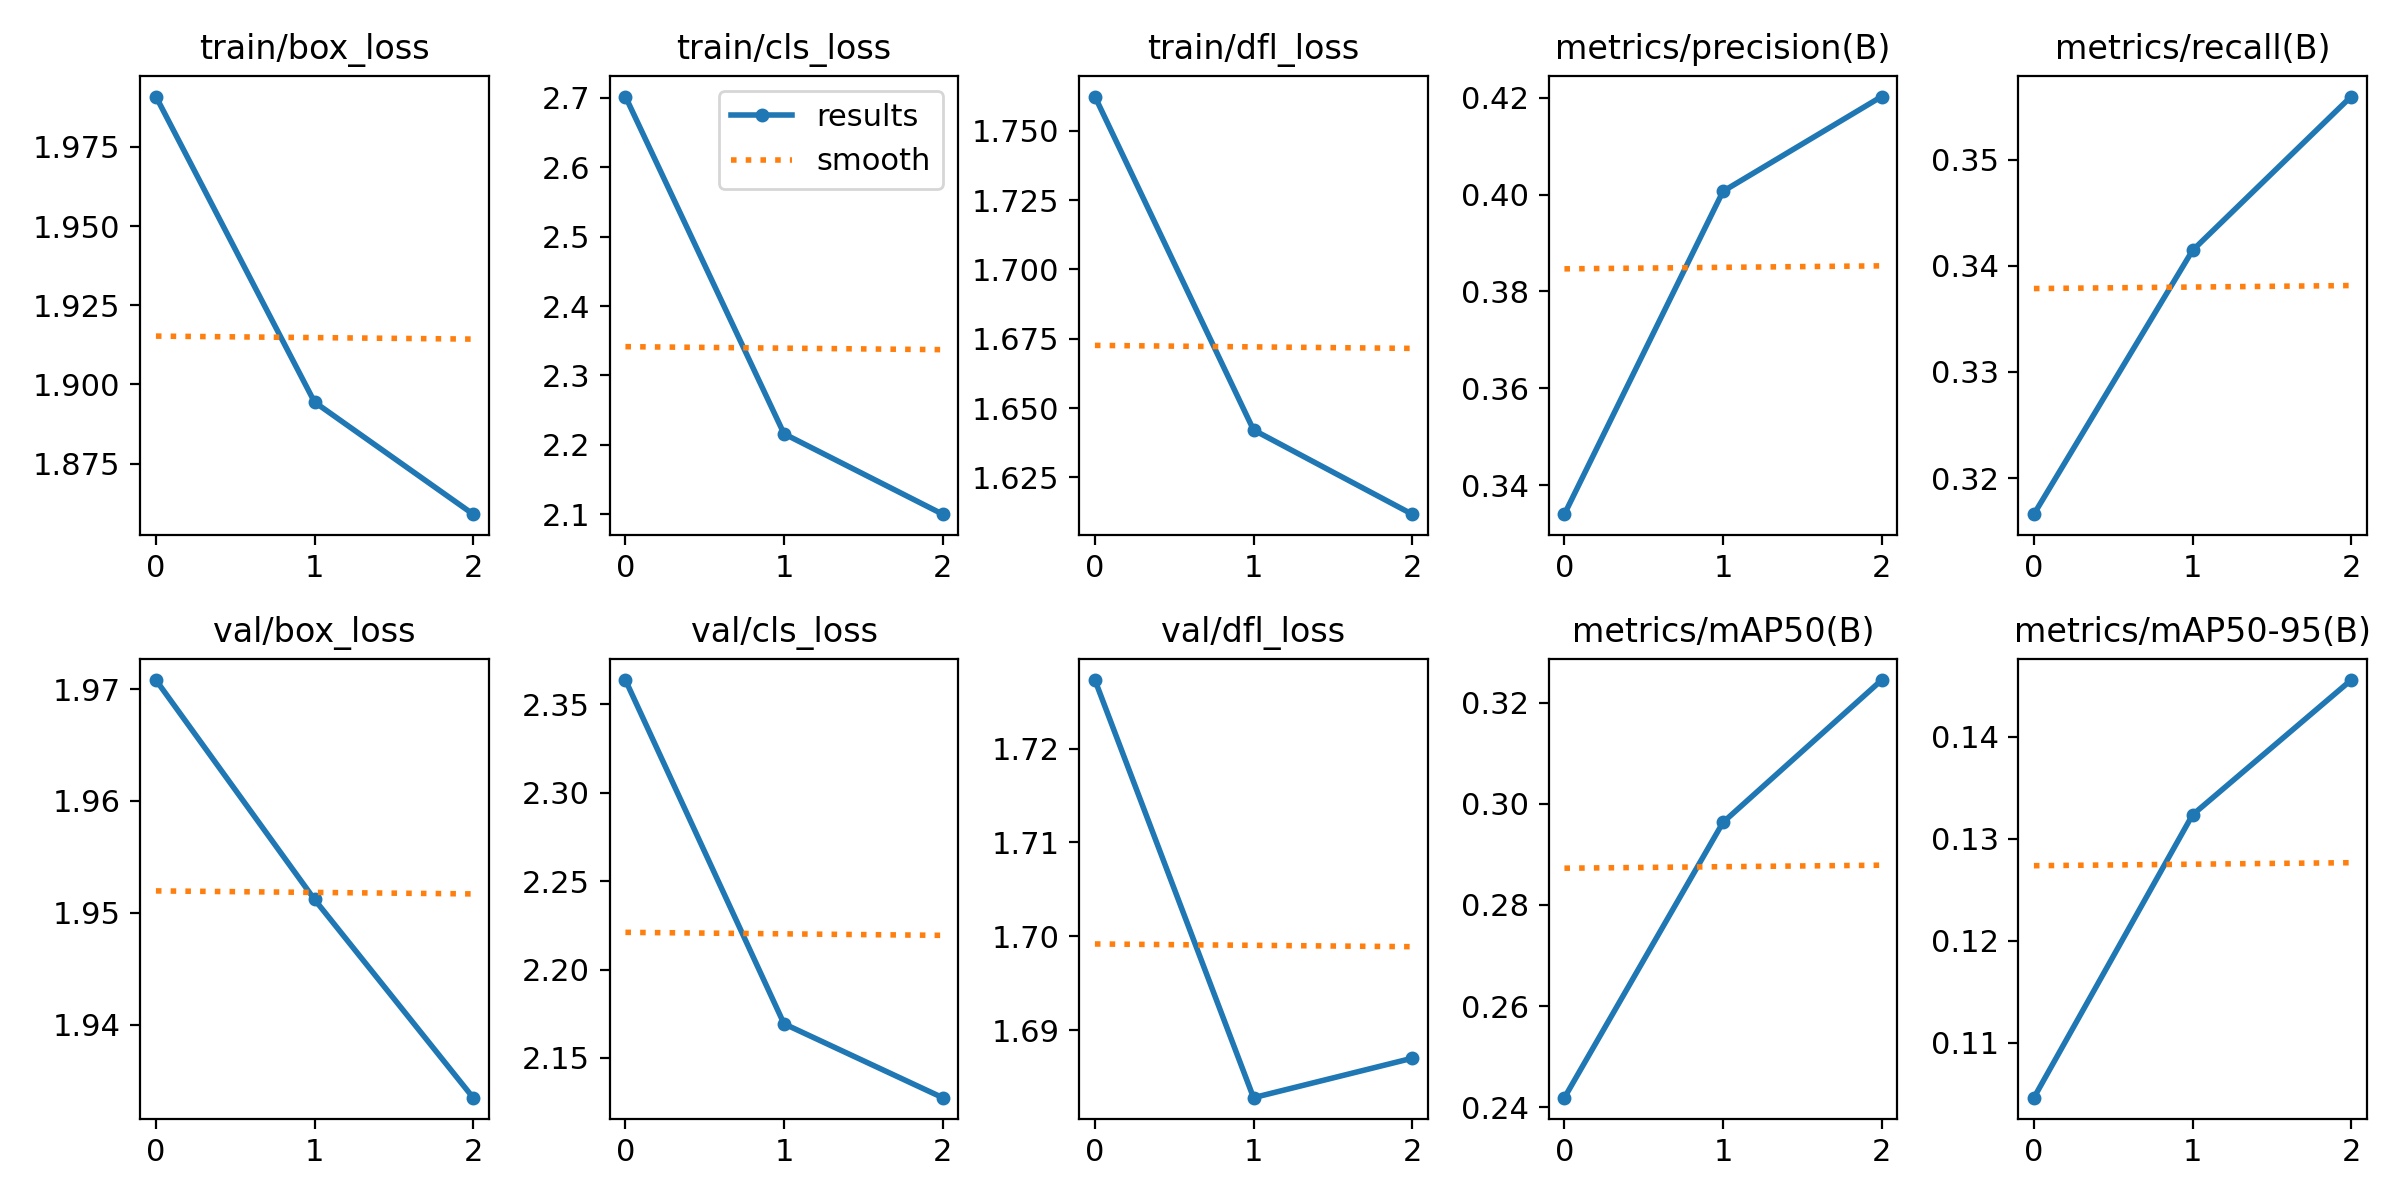 train/box_loss
1.975
1.950
1.925
1.900
1.875
0 1 2
train/cls_loss
results
smooth
2.7
2.6
2.5
2.4
2.3
2.2
2.1
0 1 2
train/dfl_loss
1.750
1.725
1.700
1.675
1.650
1.625
0 1 2
metrics/precision(B)
0.42
0.40
0.38
0.36
0.34
0 1 2
metrics/recall(B)
0.35
0.34
0.33
0.32
0 1 2
val/box_loss
1.97
1.96
1.95
1.94
0 1 2
val/cls_loss
2.35
2.30
2.25
2.20
2.15
0 1 2
val/dfl_loss
1.72
1.71
1.70
1.69
0 1 2
metrics/mAP50(B)
0.32
0.30
0.28
0.26
0.24
0 1 2
metrics/mAP50-95(B)
0.14
0.13
0.12
0.11
0 1 2